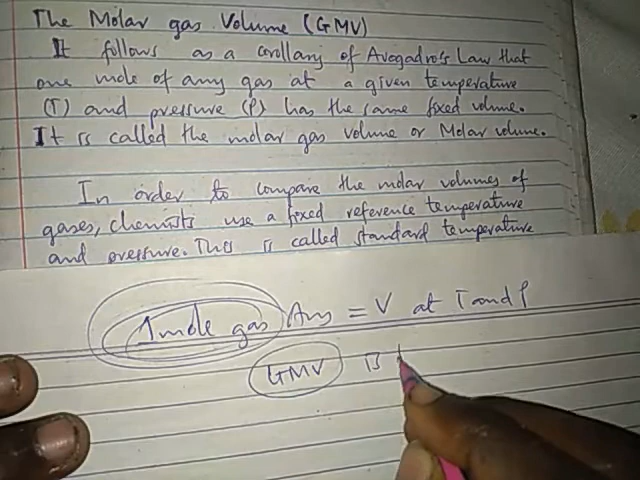 The Molar gas Volume (GMV)
It follows as a corollary of Avogadro's Law that
one mole of any gas at a given temperature
(T) and pressure (P) has the same fixed volume.
It is called the molar gas volume or Molar volume.
In order to compare the molar volumes of
gases, chemists use a fixed reference temperature
and pressure. This is called standard temperature
1 mole gas Any = V at T and P
GMV is